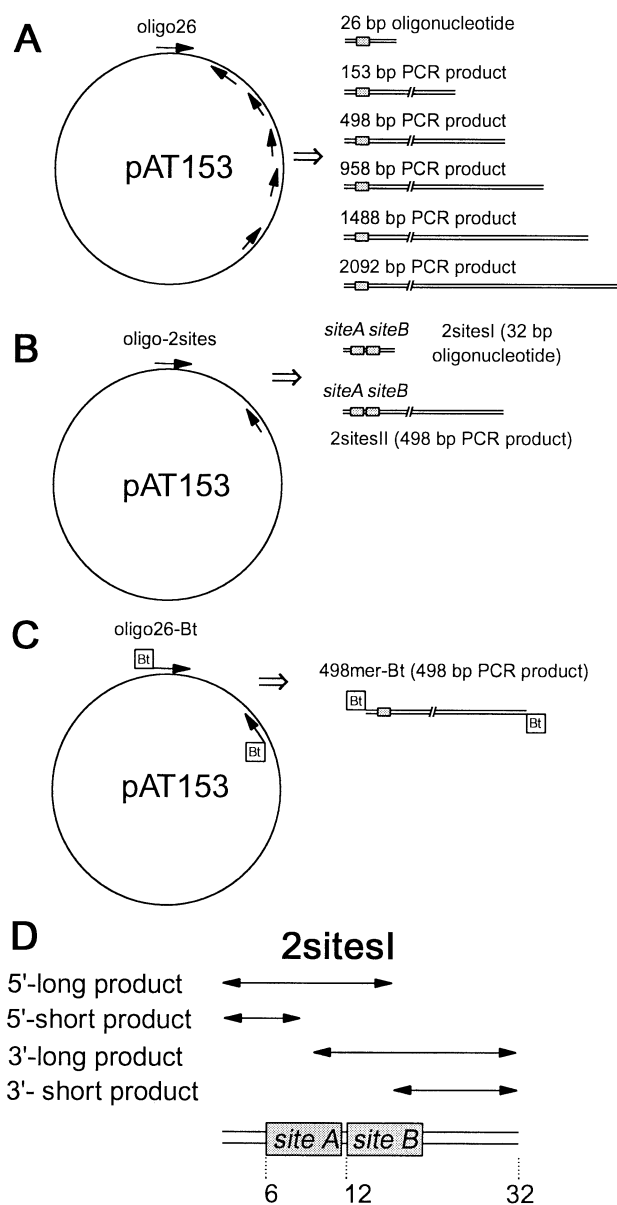 A
oligo26
pAT153
26 bp oligonucleotide
153 bp PCR product
498 bp PCR product
958 bp PCR product
1488 bp PCR product
2092 bp PCR product
B
oligo-2sites
pAT153
siteA siteB
2sitesI (32 bp
oligonucleotide)
siteA siteB
2sitesII (498 bp PCR product)
C
oligo26-Bt
Bt
Bt
pAT153
498mer-Bt (498 bp PCR product)
Bt
Bt
D
2sitesI
5'-long product
5'-short product
3'-long product
3'- short product
site A site B
6 12 32